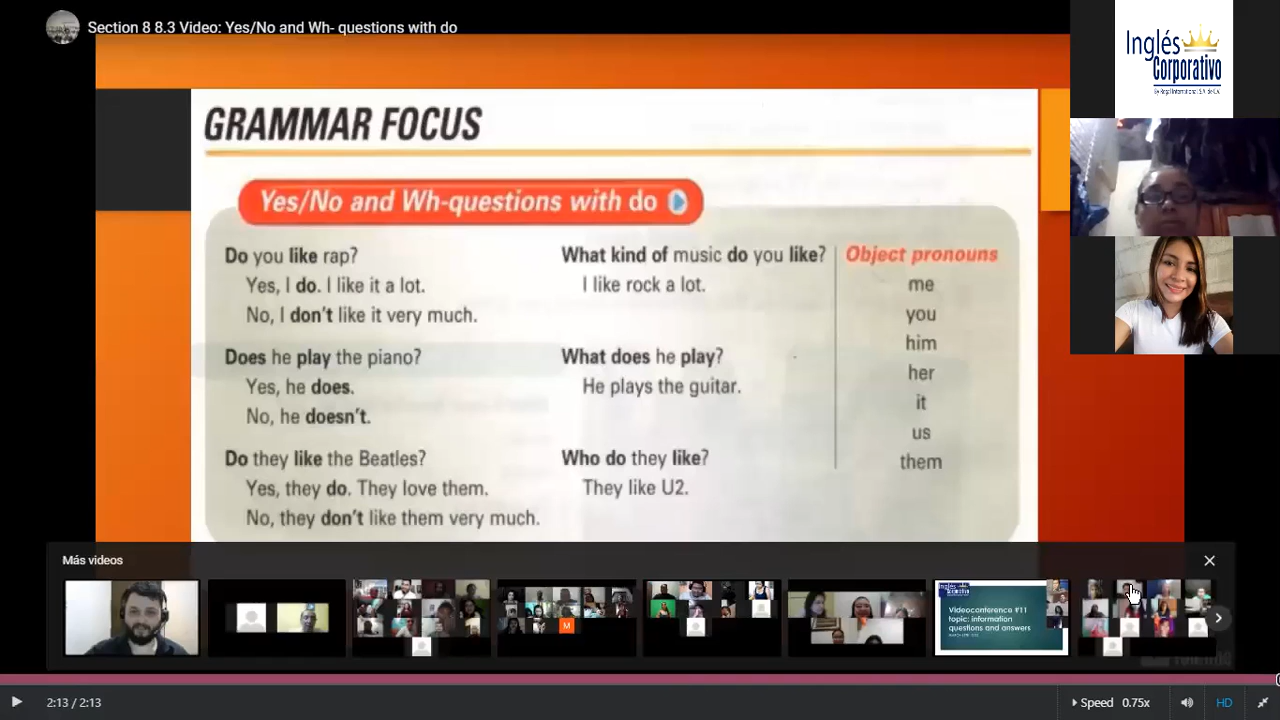 Section 8 8.3 Video: Yes/No and Wh- questions with do
Inglés
Corporativo
GRAMMAR FOCUS
Yes/No and Wh-questions with do
Do you like rap?
Yes, I do. I like it a lot.
No, I don't like it very much.
Does he play the piano?
Yes, he does.
No, he doesn't.
Do they like the Beatles?
Yes, they do. They love them.
No, they don't like them very much.
What kind of music do you like?
I like rock a lot.
What does he play?
He plays the guitar.
Who do they like?
They like U2.
Object pronouns
me
you
him
her
it
us
them
Más videos
M
Videoconference #11
topic: information
questions and answers
2:13 / 2:13
Speed 0.75x
HD